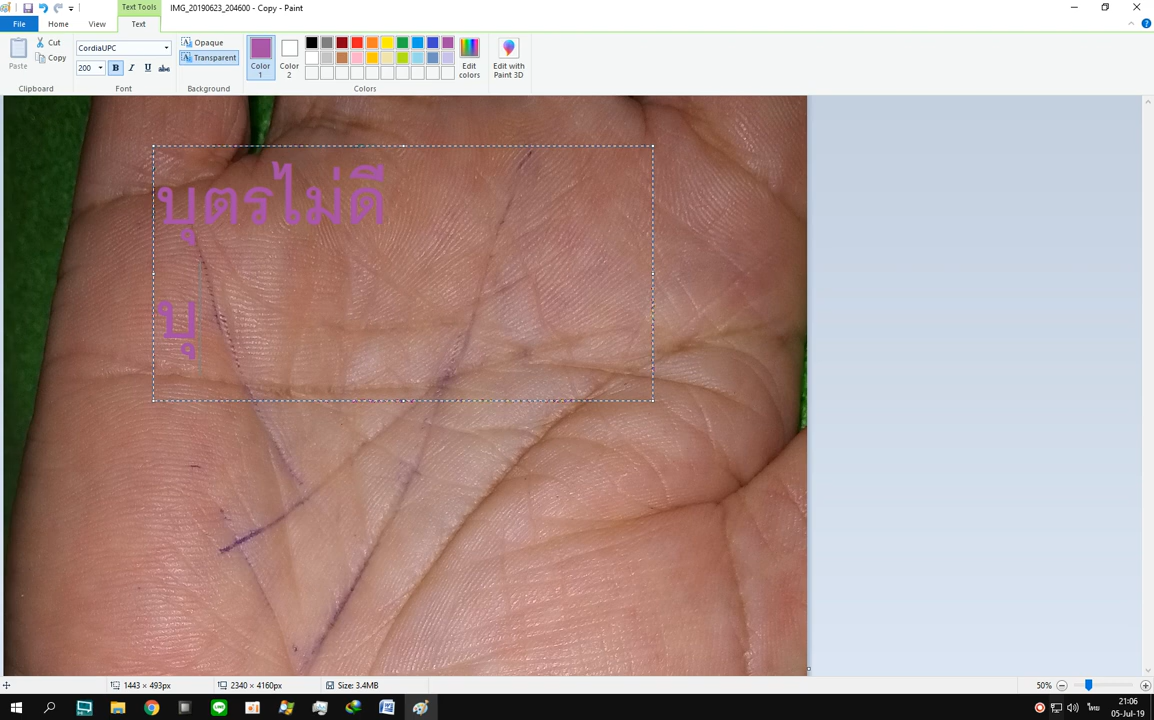 IMG_20190623_204600 - Copy - Paint
Text Tools
File
Home
View
Text
Paste
Cut
Copy
Clipboard
CordiaUPC
200
B
I
U
abc
Font
Opaque
Transparent
Background
Color 1
Color 2
Edit colors
Colors
Edit with Paint 3D
บุตรไม่ดี
บุ
1443 × 493px
2340 × 4160px
Size: 3.4MB
50%
ไทย
21:06
05-Jul-19